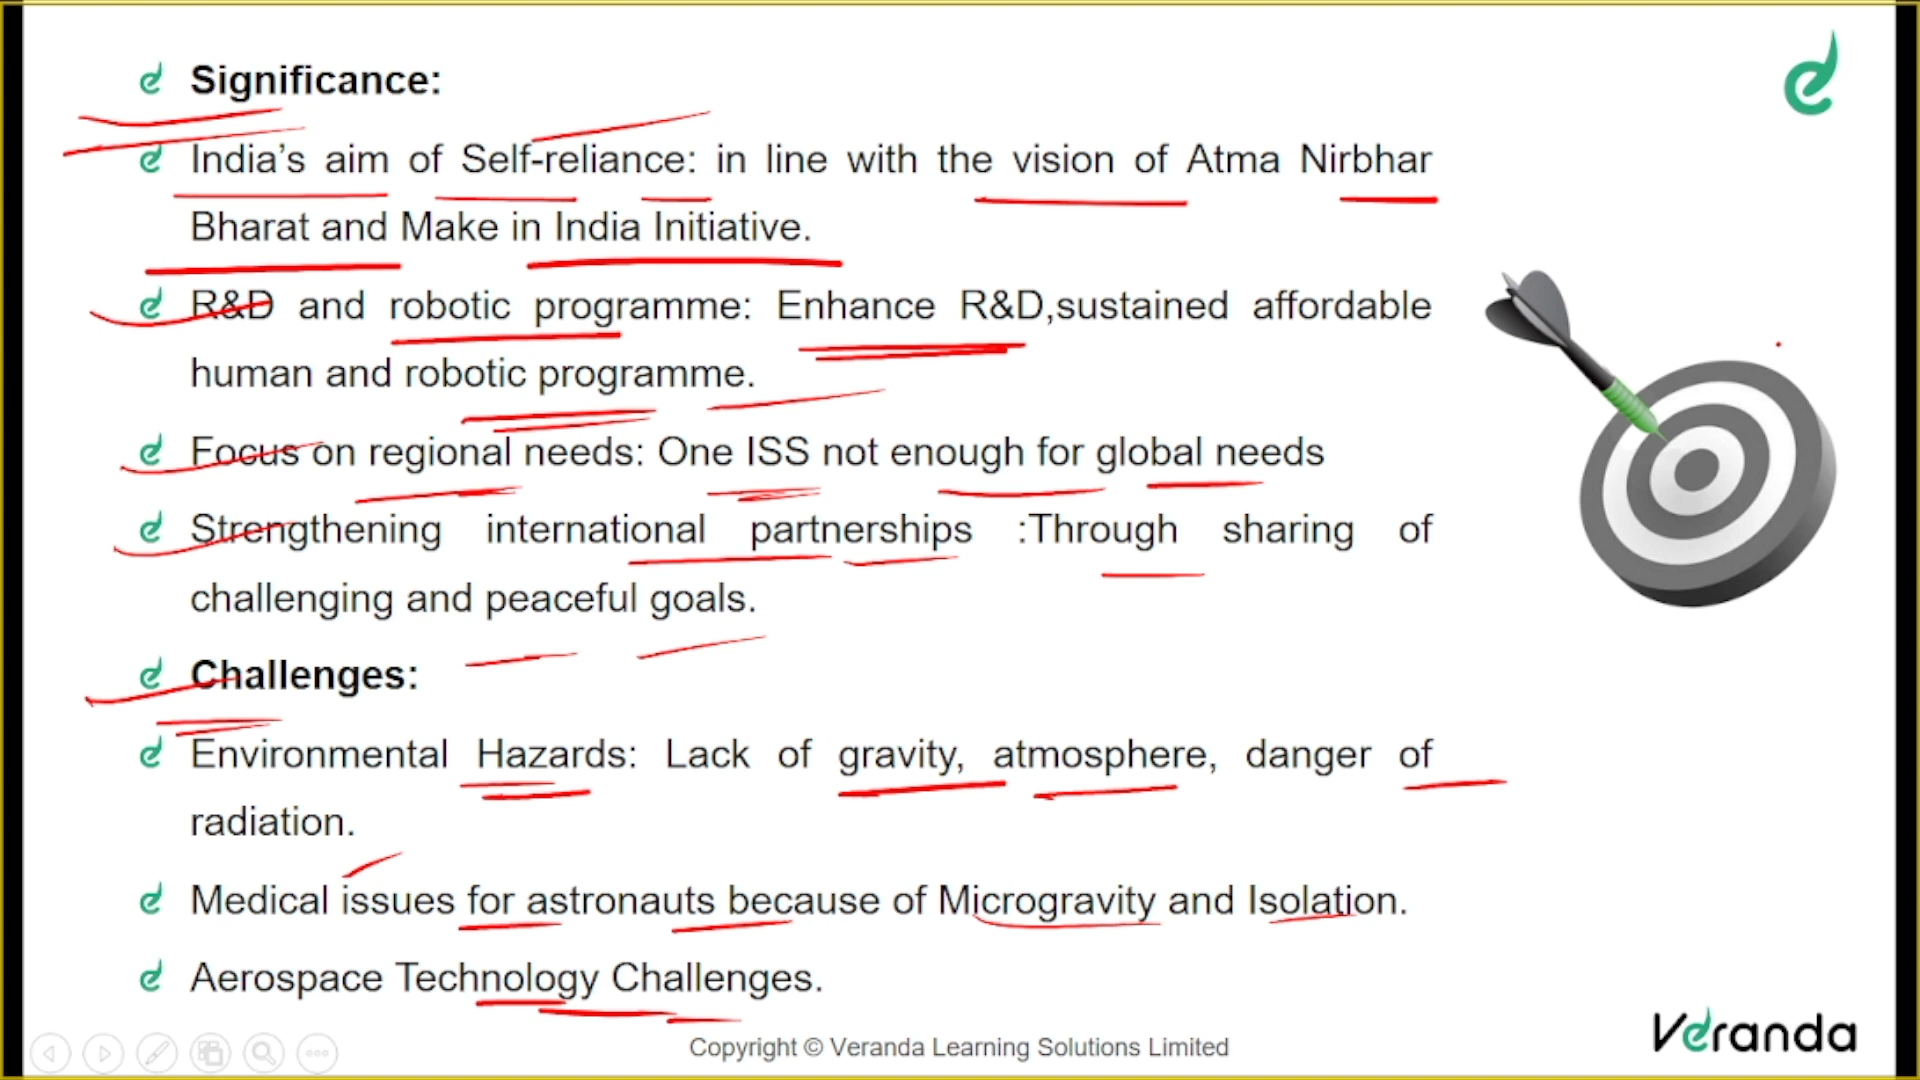 Significance:
India's aim of Self-reliance: in line with the vision of Atma Nirbhar
Bharat and Make in India Initiative.
R&D and robotic programme: Enhance R&D,sustained affordable
human and robotic programme.
Focus on regional needs: One ISS not enough for global needs
Strengthening international partnerships :Through sharing of
challenging and peaceful goals.
Challenges:
Environmental Hazards: Lack of gravity, atmosphere, danger of
radiation.
Medical issues for astronauts because of Microgravity and Isolation.
Aerospace Technology Challenges.
Copyright © Veranda Learning Solutions Limited
Veranda